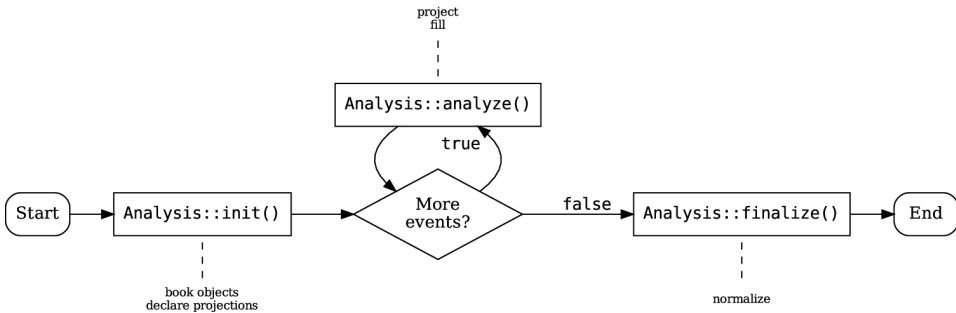 project
fill
Analysis::analyze()
true
Start
Analysis::init()
More
events?
false
Analysis::finalize()
End
book objects
declare projections
normalize